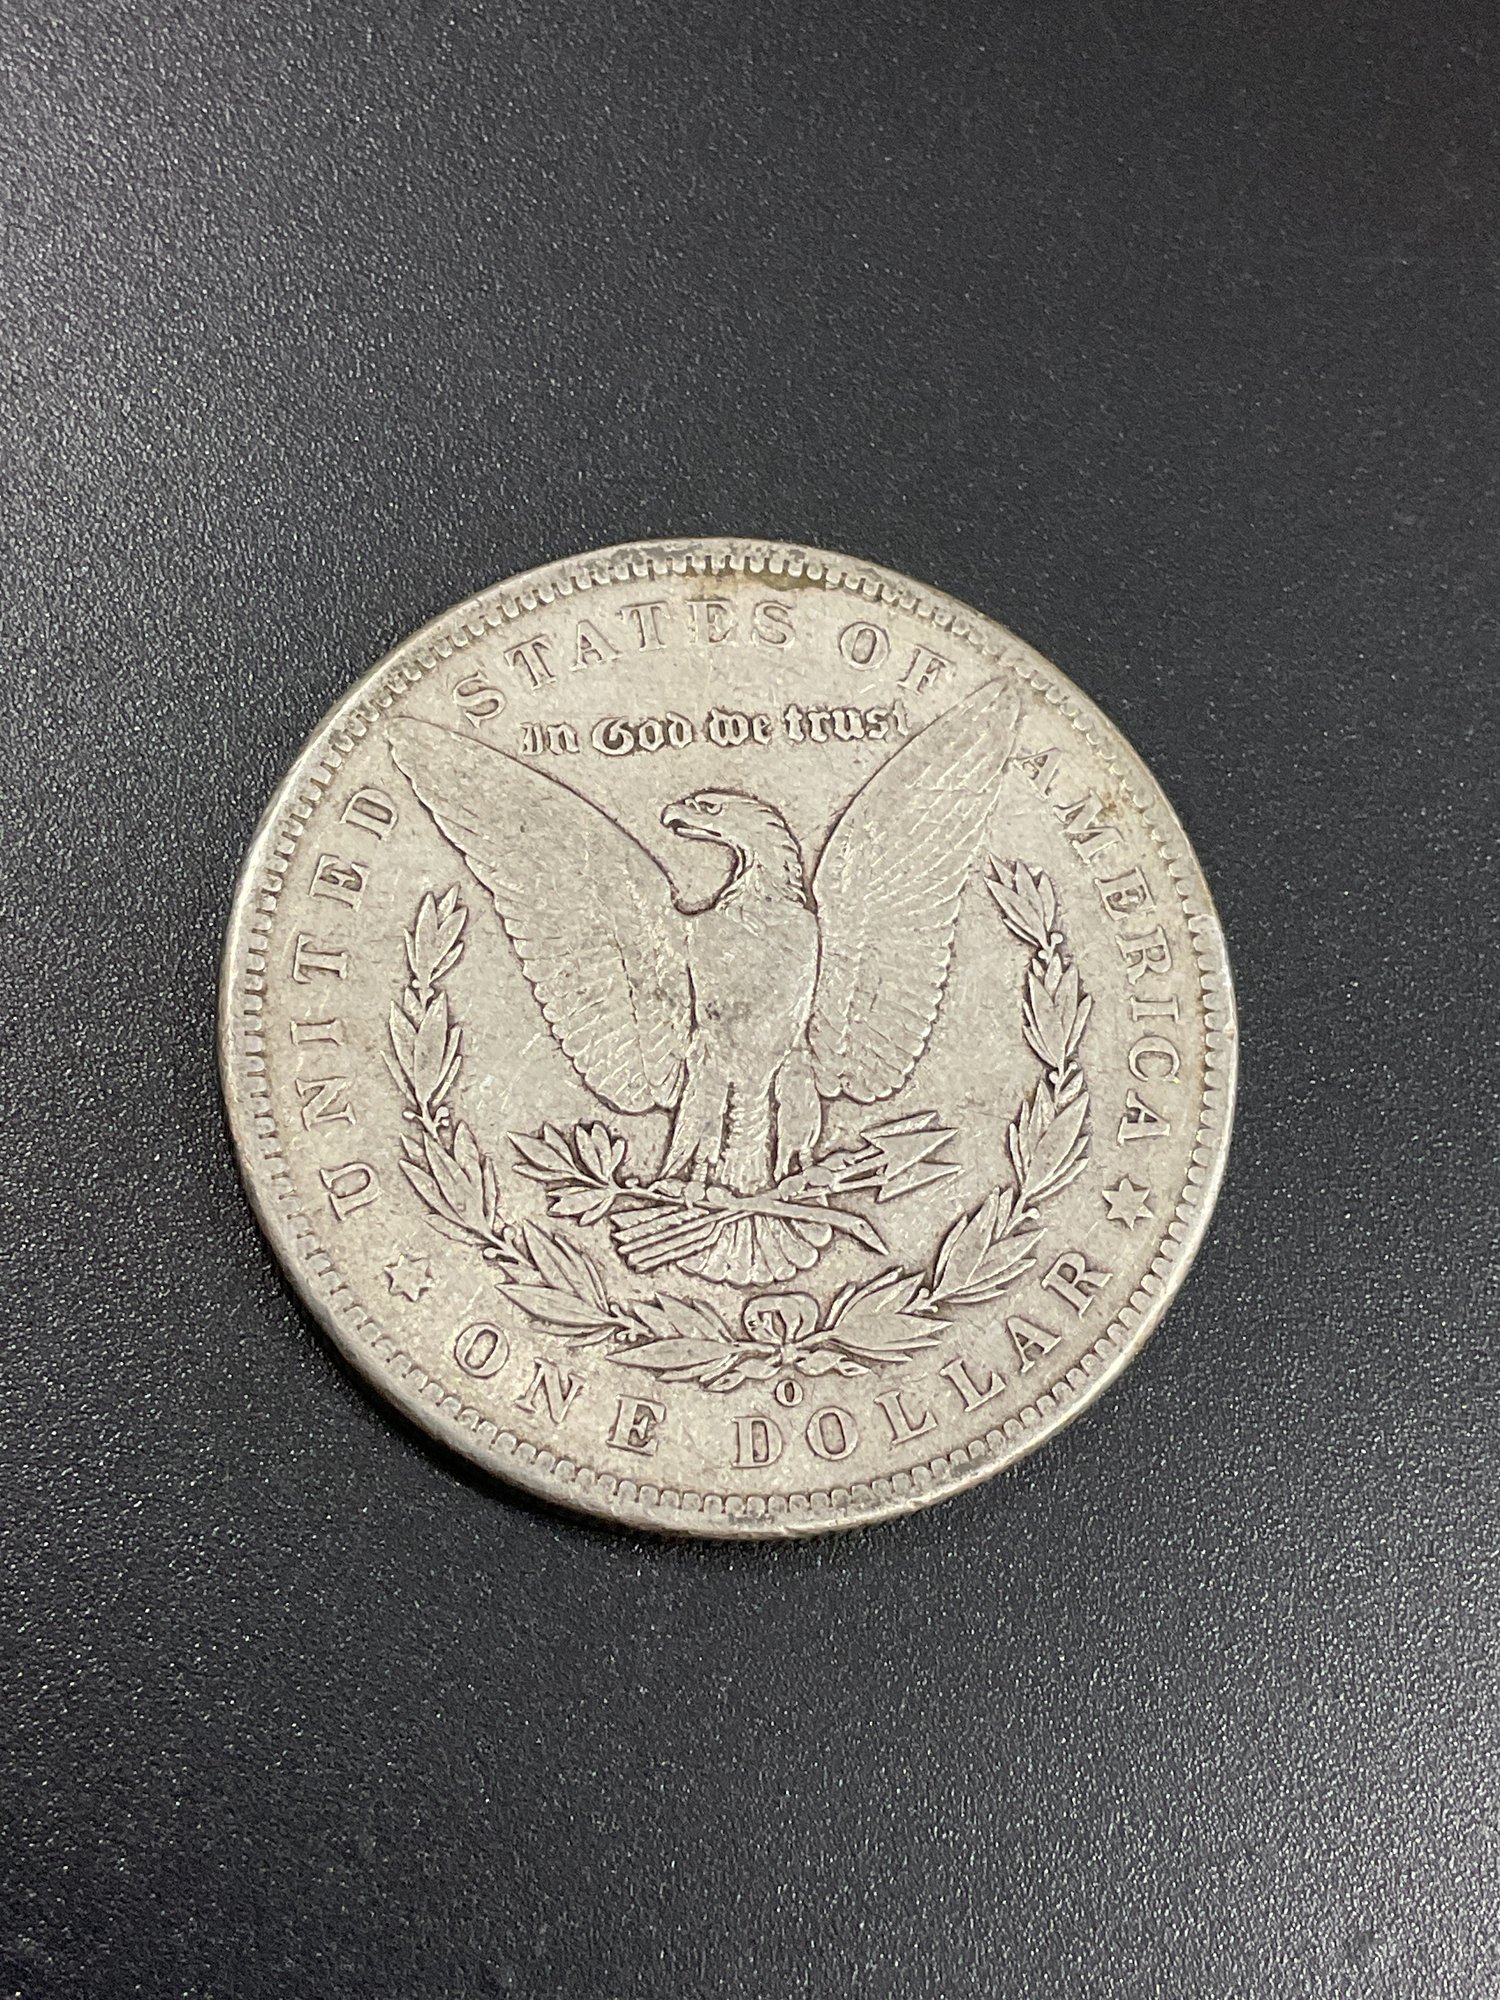 UNITED STATES OF AMERICA
In God we trust
O
ONE DOLLAR